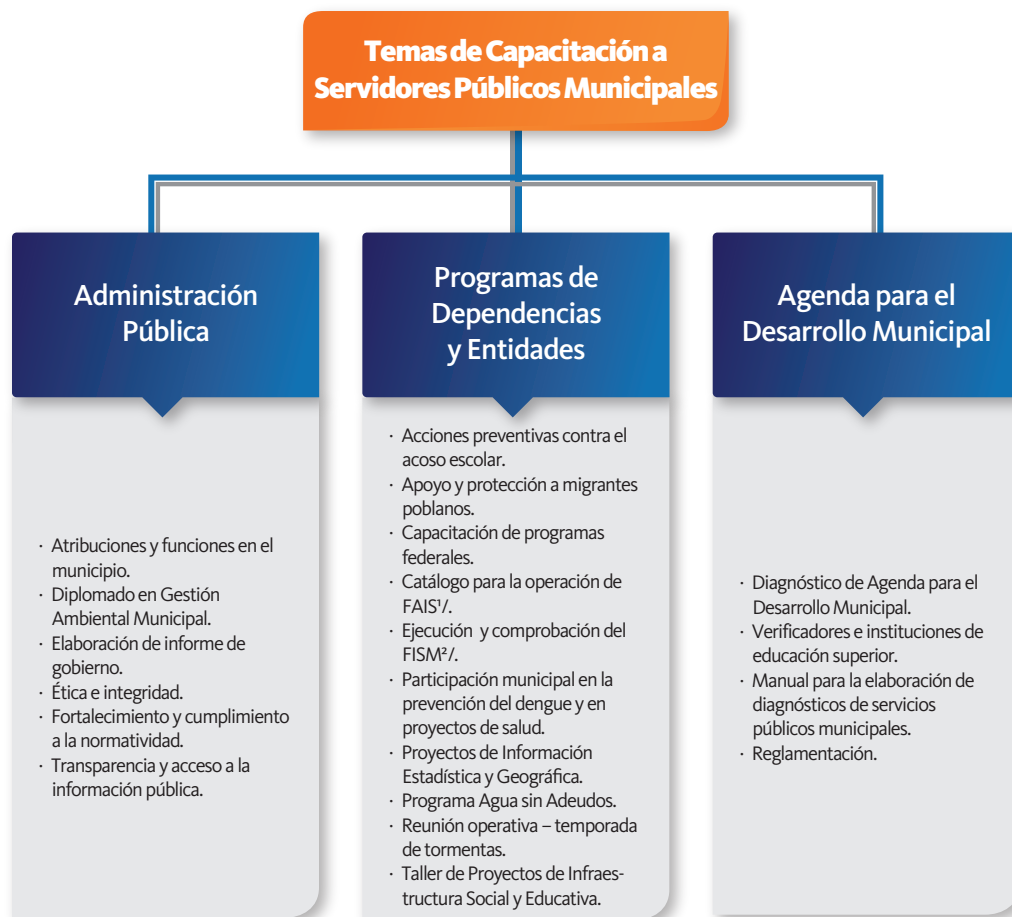 Temas de Capacitación a
Servidores Públicos Municipales
Administración
Pública
· Atribuciones y funciones en el
municipio.
· Diplomado en Gestión
Ambiental Municipal.
· Elaboración de informe de
gobierno.
· Ética e integridad.
· Fortalecimiento y cumplimiento
a la normatividad.
· Transparencia y acceso a la
información pública.
Programas de
Dependencias
y Entidades
· Acciones preventivas contra el
acoso escolar.
· Apoyo y protección a migrantes
poblanos.
· Capacitación de programas
federales.
· Catálogo para la operación de
FAIS¹/.
· Ejecución y comprobación del
FISM²/.
· Participación municipal en la
prevención del dengue y en
proyectos de salud.
· Proyectos de Información
Estadística y Geográfica.
· Programa Agua sin Adeudos.
· Reunión operativa – temporada
de tormentas.
· Taller de Proyectos de Infraes-
tructura Social y Educativa.
Agenda para el
Desarrollo Municipal
· Diagnóstico de Agenda para el
Desarrollo Municipal.
· Verificadores e instituciones de
educación superior.
· Manual para la elaboración de
diagnósticos de servicios
públicos municipales.
· Reglamentación.